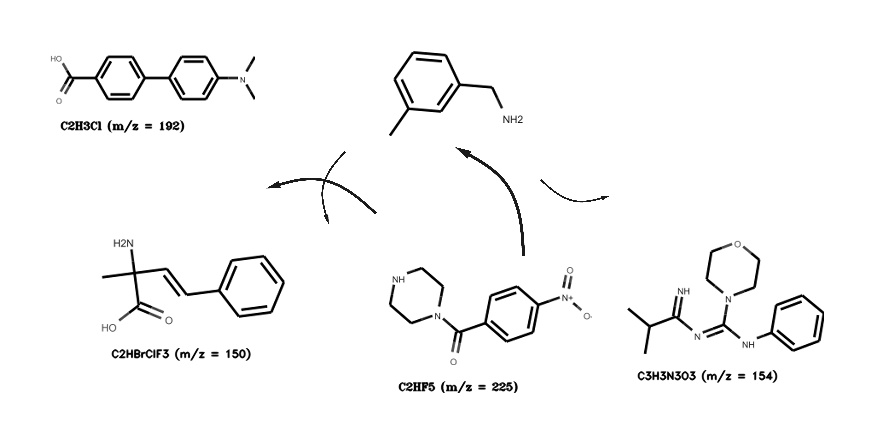 HO
O
N
C2H3Cl (m/z = 192)
NH2
H2N
HO
O
C2HBrClF3 (m/z = 150)
NH
N
O
N+
O
O-
C2HF5 (m/z = 225)
O
N
NH
N
NH
C3H3N3O3 (m/z = 154)